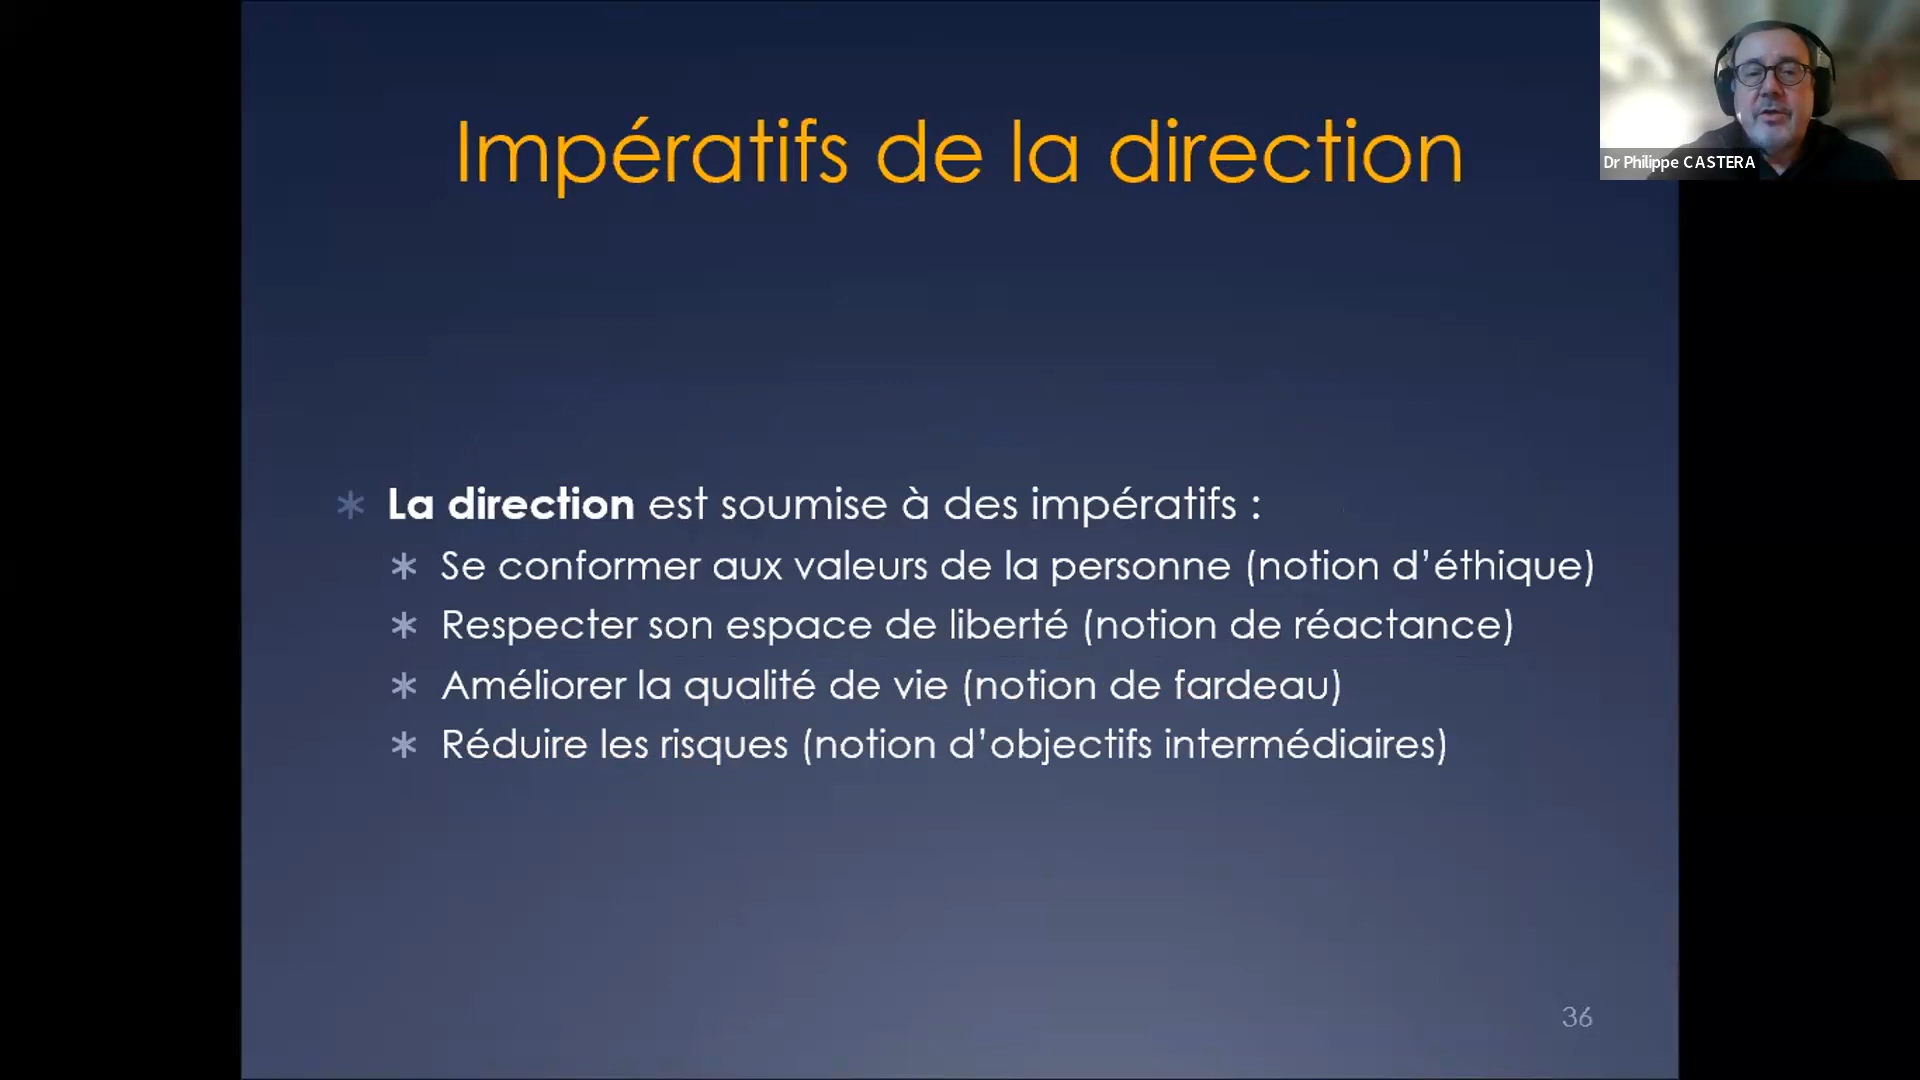 Impératifs de la direction
Dr Philippe CASTERA
La direction est soumise à des impératifs :
Se conformer aux valeurs de la personne (notion d’éthique)
Respecter son espace de liberté (notion de réactance)
Améliorer la qualité de vie (notion de fardeau)
Réduire les risques (notion d’objectifs intermédiaires)
36